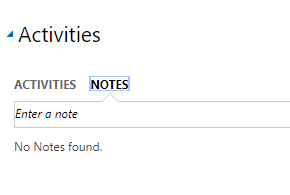 Activities
ACTIVITIES NOTES
Enter a note
No Notes found.